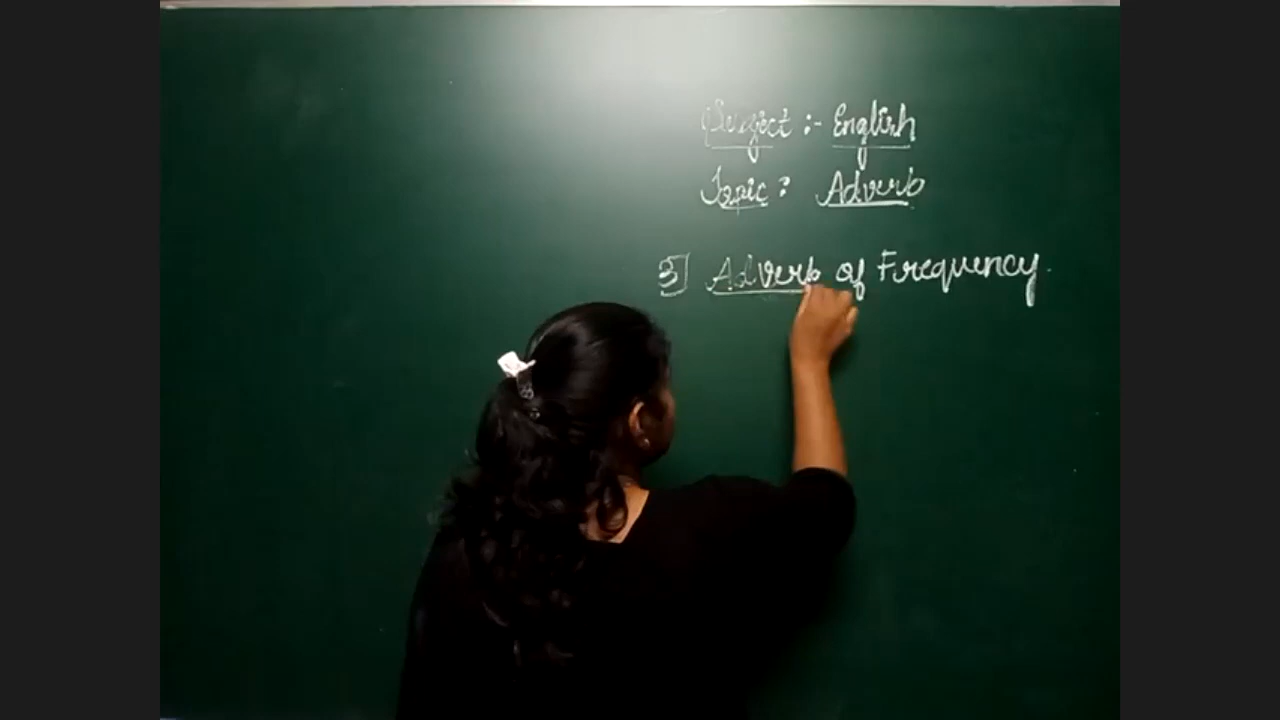 Subject :- English
Topic : Adverb
3] Adverb of Frequency.